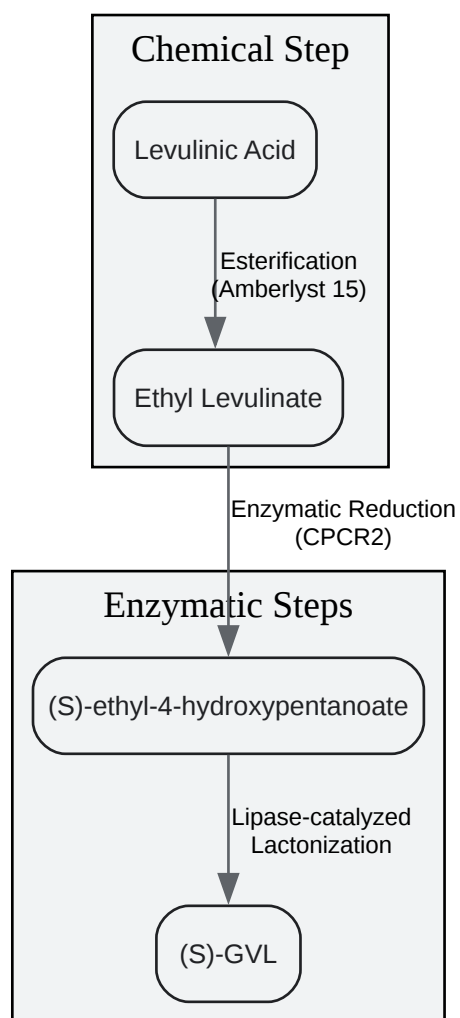 Chemical Step
Levulinic Acid
Esterification
(Amberlyst 15)
Ethyl Levulinate
Enzymatic Reduction
(CPCR2)
Enzymatic Steps
(S)-ethyl-4-hydroxypentanoate
Lipase-catalyzed
Lactonization
(S)-GVL